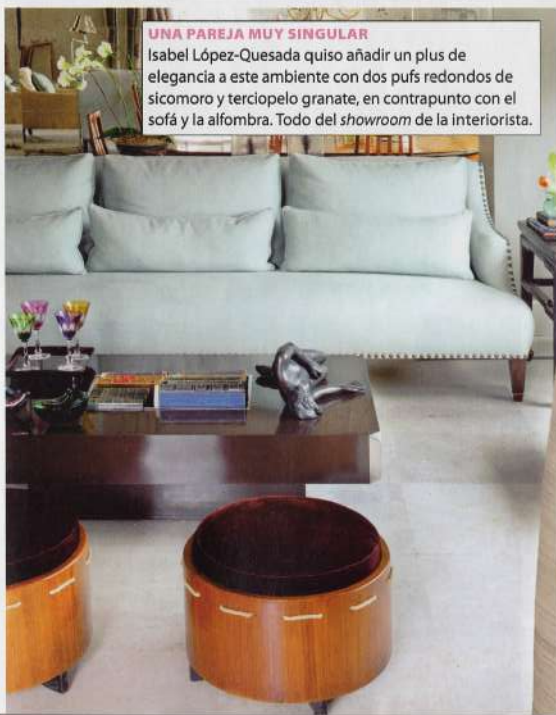 UNA PAREJA MUY SINGULAR
Isabel López-Quesada quiso añadir un plus de
elegancia a este ambiente con dos pufs redondos de
sicomoro y terciopelo granate, en contrapunto con el
sofá y la alfombra. Todo del showroom de la interiorista.